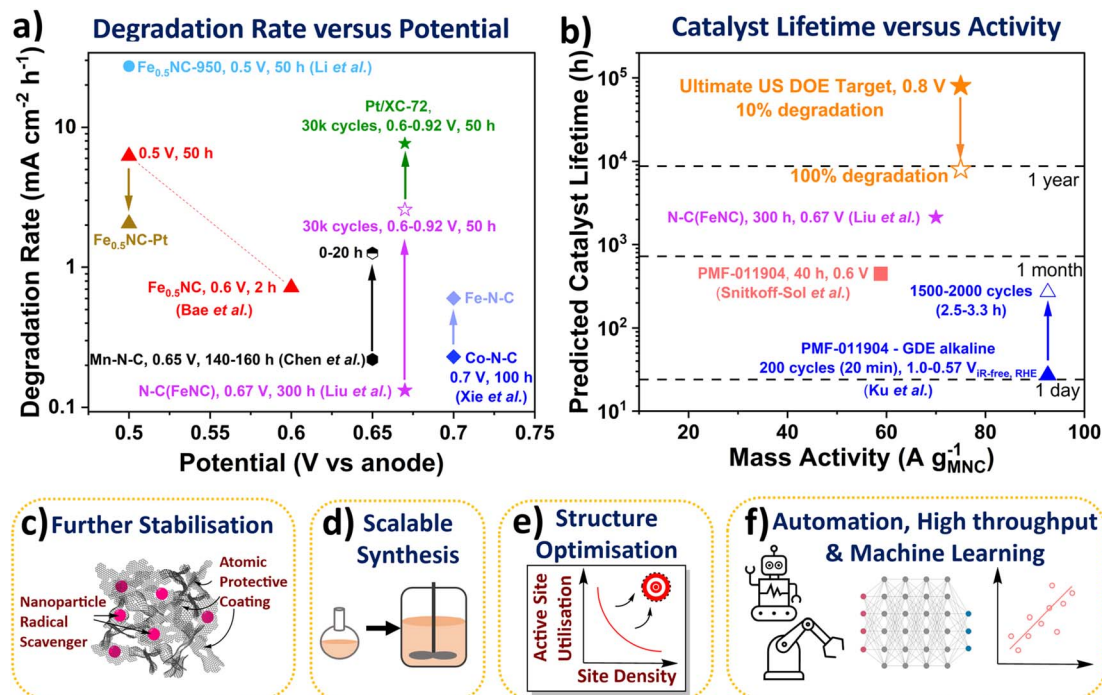 a) Degradation Rate versus Potential
Degradation Rate (mA cm⁻² h⁻¹)
10
1
0.1
Fe₀.₅NC-950, 0.5 V, 50 h (Li et al.)
Pt/XC-72,
30k cycles, 0.6-0.92 V, 50 h
0.5 V, 50 h
Fe₀.₅NC-Pt
30k cycles, 0.6-0.92 V, 50 h
0-20 h
Fe₀.₅NC, 0.6 V, 2 h
(Bae et al.)
Fe-N-C
Mn-N-C, 0.65 V, 140-160 h (Chen et al.)
Co-N-C
0.7 V, 100 h
(Xie et al.)
N-C(FeNC), 0.67 V, 300 h (Liu et al.)
0.5 0.55 0.6 0.65 0.7 0.75
Potential (V vs anode)
b) Catalyst Lifetime versus Activity
Predicted Catalyst Lifetime (h)
10⁵
10⁴
10³
10²
10¹
Ultimate US DOE Target, 0.8 V
10% degradation
100% degradation
1 year
N-C(FeNC), 300 h, 0.67 V (Liu et al.)
1 month
PMF-011904, 40 h, 0.6 V
(Snitkoff-Sol et al.)
1500-2000 cycles
(2.5-3.3 h)
PMF-011904 - GDE alkaline
200 cycles (20 min), 1.0-0.57 V iR-free, RHE
(Ku et al.)
1 day
20 40 60 80 100
Mass Activity (A g⁻¹MNC)
c) Further Stabilisation
Atomic
Protective
Coating
Nanoparticle
Radical
Scavenger
d) Scalable
Synthesis
e) Structure
Optimisation
Active Site
Utilisation
Site Density
f) Automation, High throughput
& Machine Learning